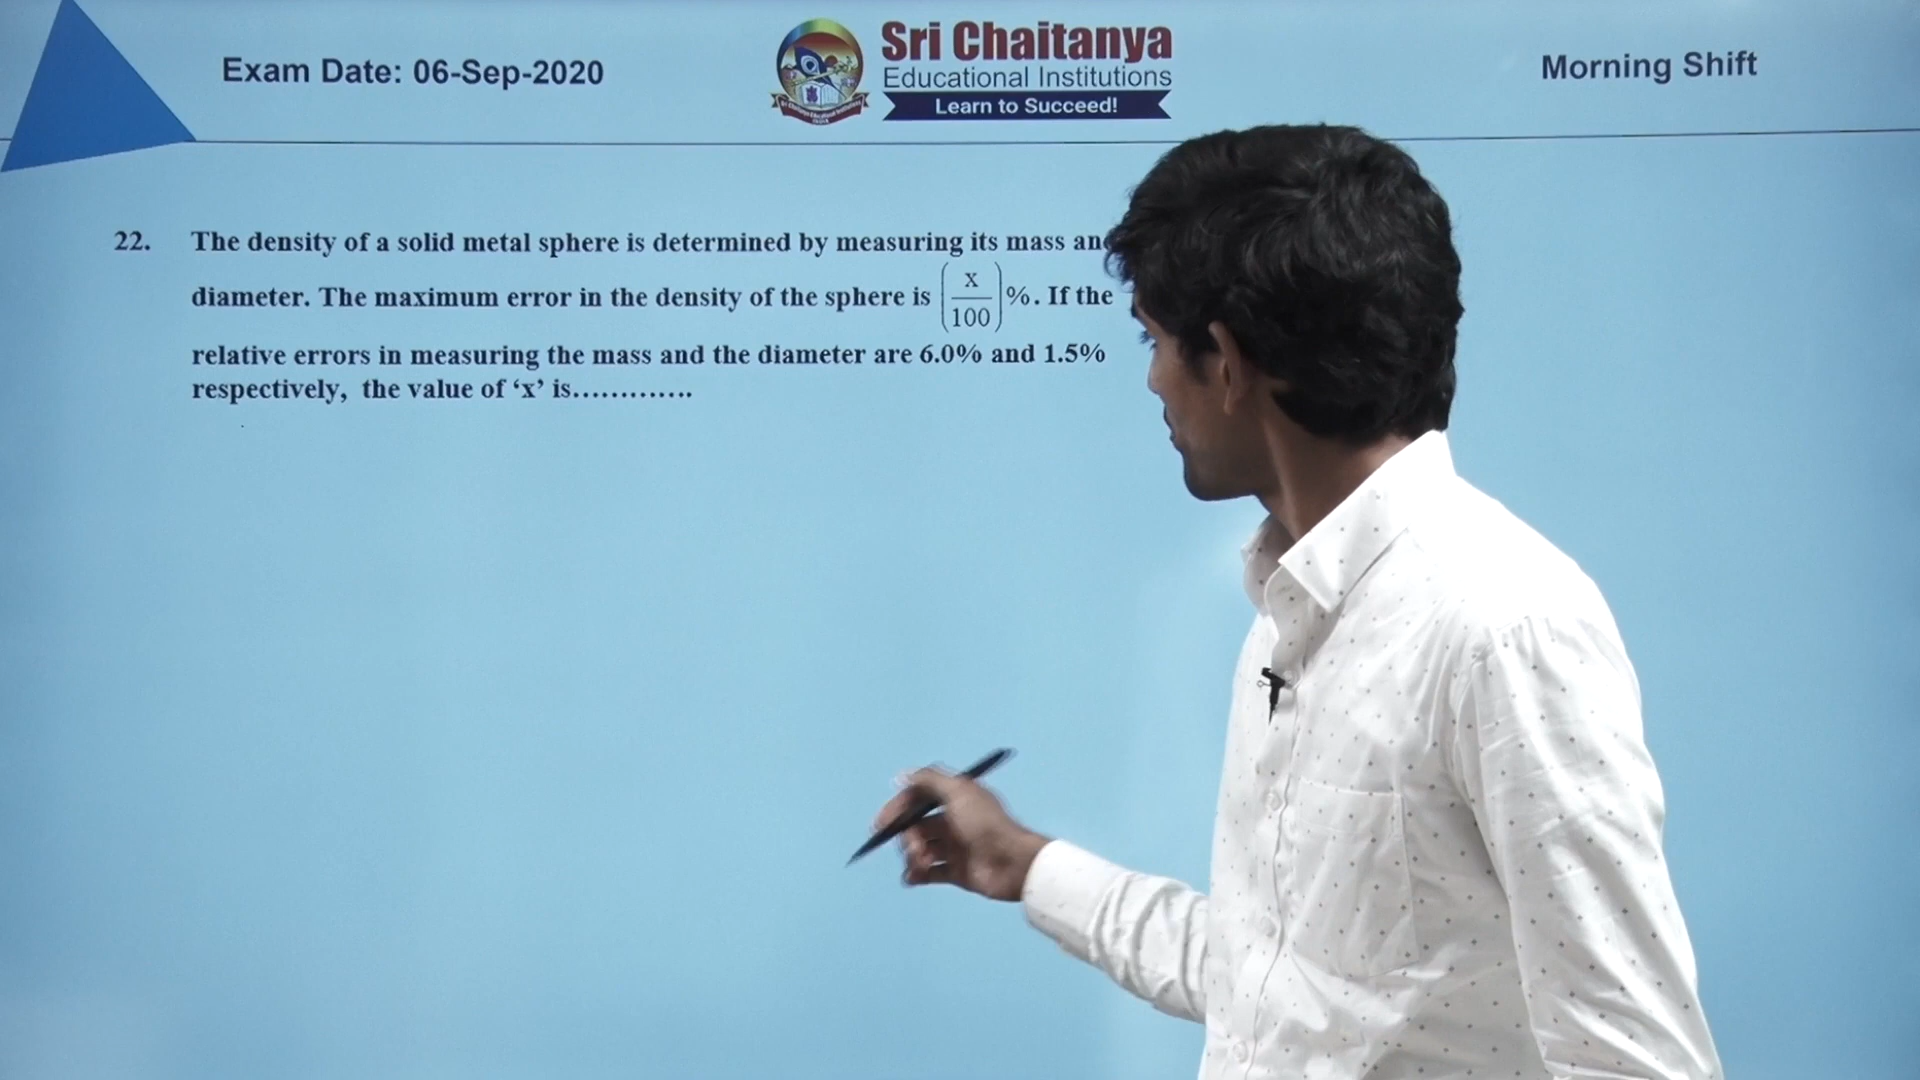 Exam Date: 06-Sep-2020
Sri Chaitanya
Educational Institutions
Learn to Succeed!
Morning Shift
22. The density of a solid metal sphere is determined by measuring its mass an
diameter. The maximum error in the density of the sphere is (x/100)%. If the
relative errors in measuring the mass and the diameter are 6.0% and 1.5%
respectively, the value of ‘x’ is.............